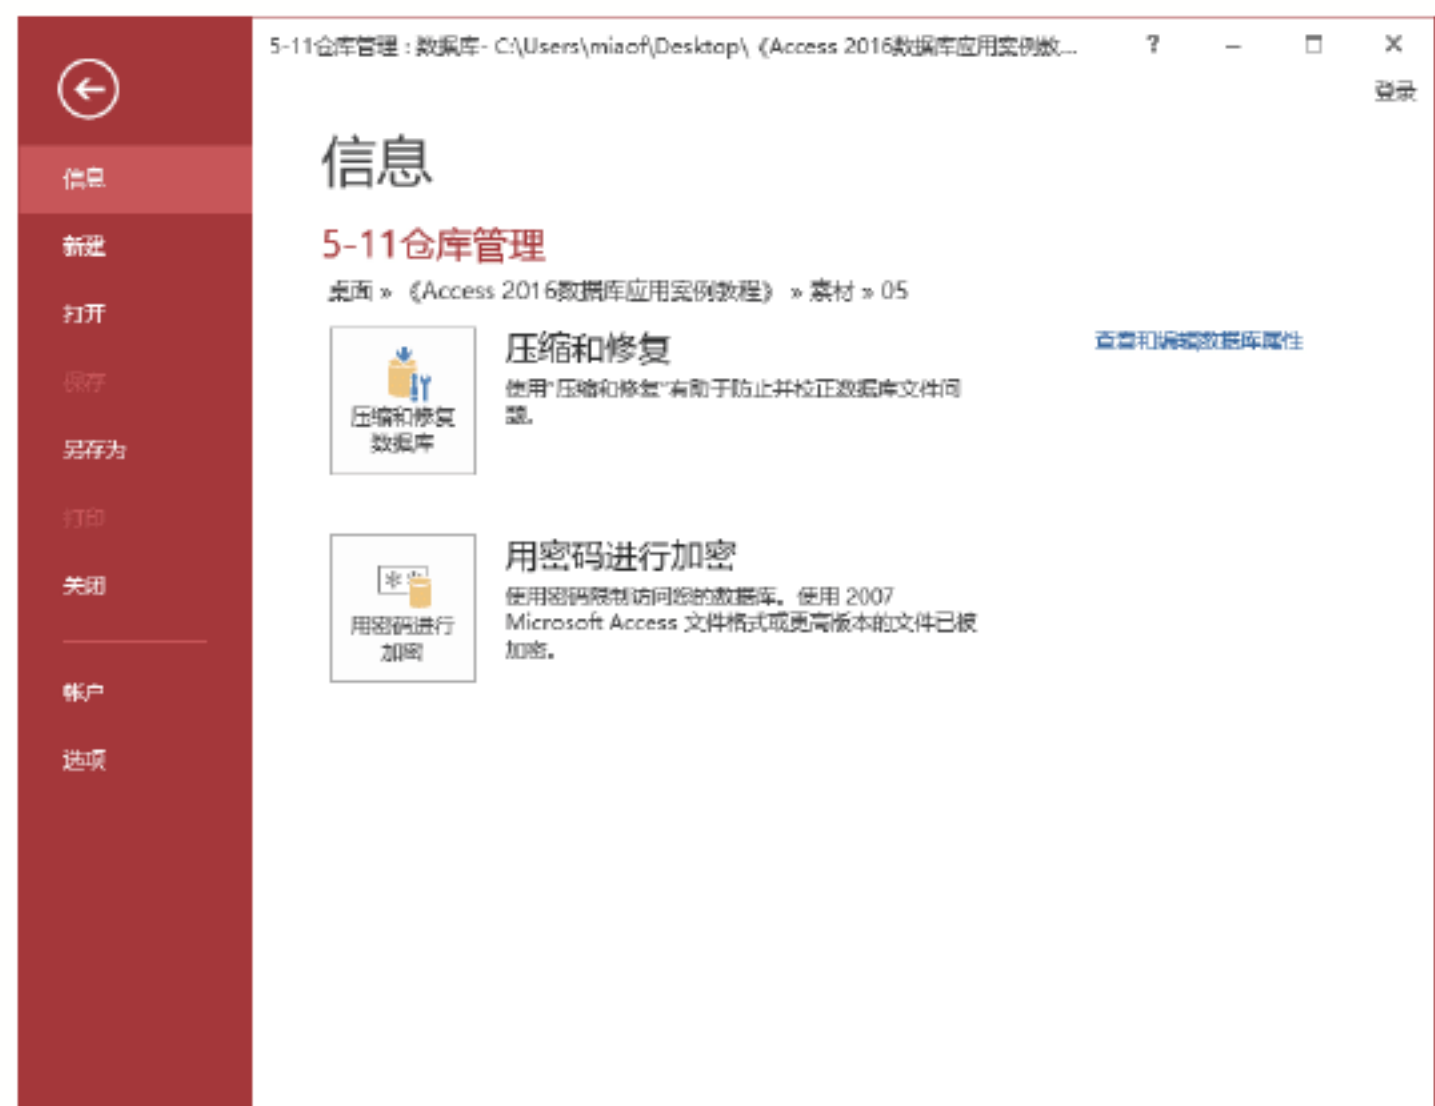 5-11仓库管理 : 数据库- C:\Users\miaof\Desktop\《Access 2016数据库应用案例教...
?
登录
信息
新建
打开
保存
另存为
打印
关闭
帐户
选项
信息
5-11仓库管理
桌面 » 《Access 2016数据库应用案例教程》 » 素材 » 05
压缩和修复
数据库
压缩和修复
使用"压缩和修复"有助于防止并校正数据库文件问
题。
查看和编辑数据库属性
用密码进行
加密
用密码进行加密
使用密码限制访问您的数据库。使用 2007
Microsoft Access 文件格式或更高版本的文件已被
加密。